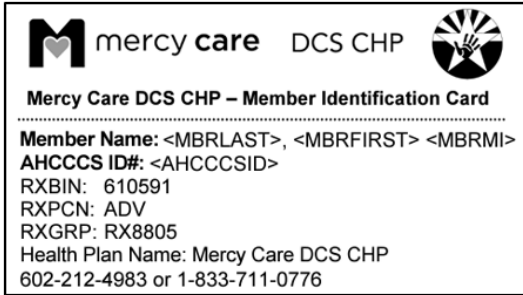 mercy care DCS CHP
Mercy Care DCS CHP – Member Identification Card
Member Name: <MBRLAST>, <MBRFIRST> <MBRMI>
AHCCCS ID#: <AHCCCSID>
RXBIN: 610591
RXPCN: ADV
RXGRP: RX8805
Health Plan Name: Mercy Care DCS CHP
602-212-4983 or 1-833-711-0776